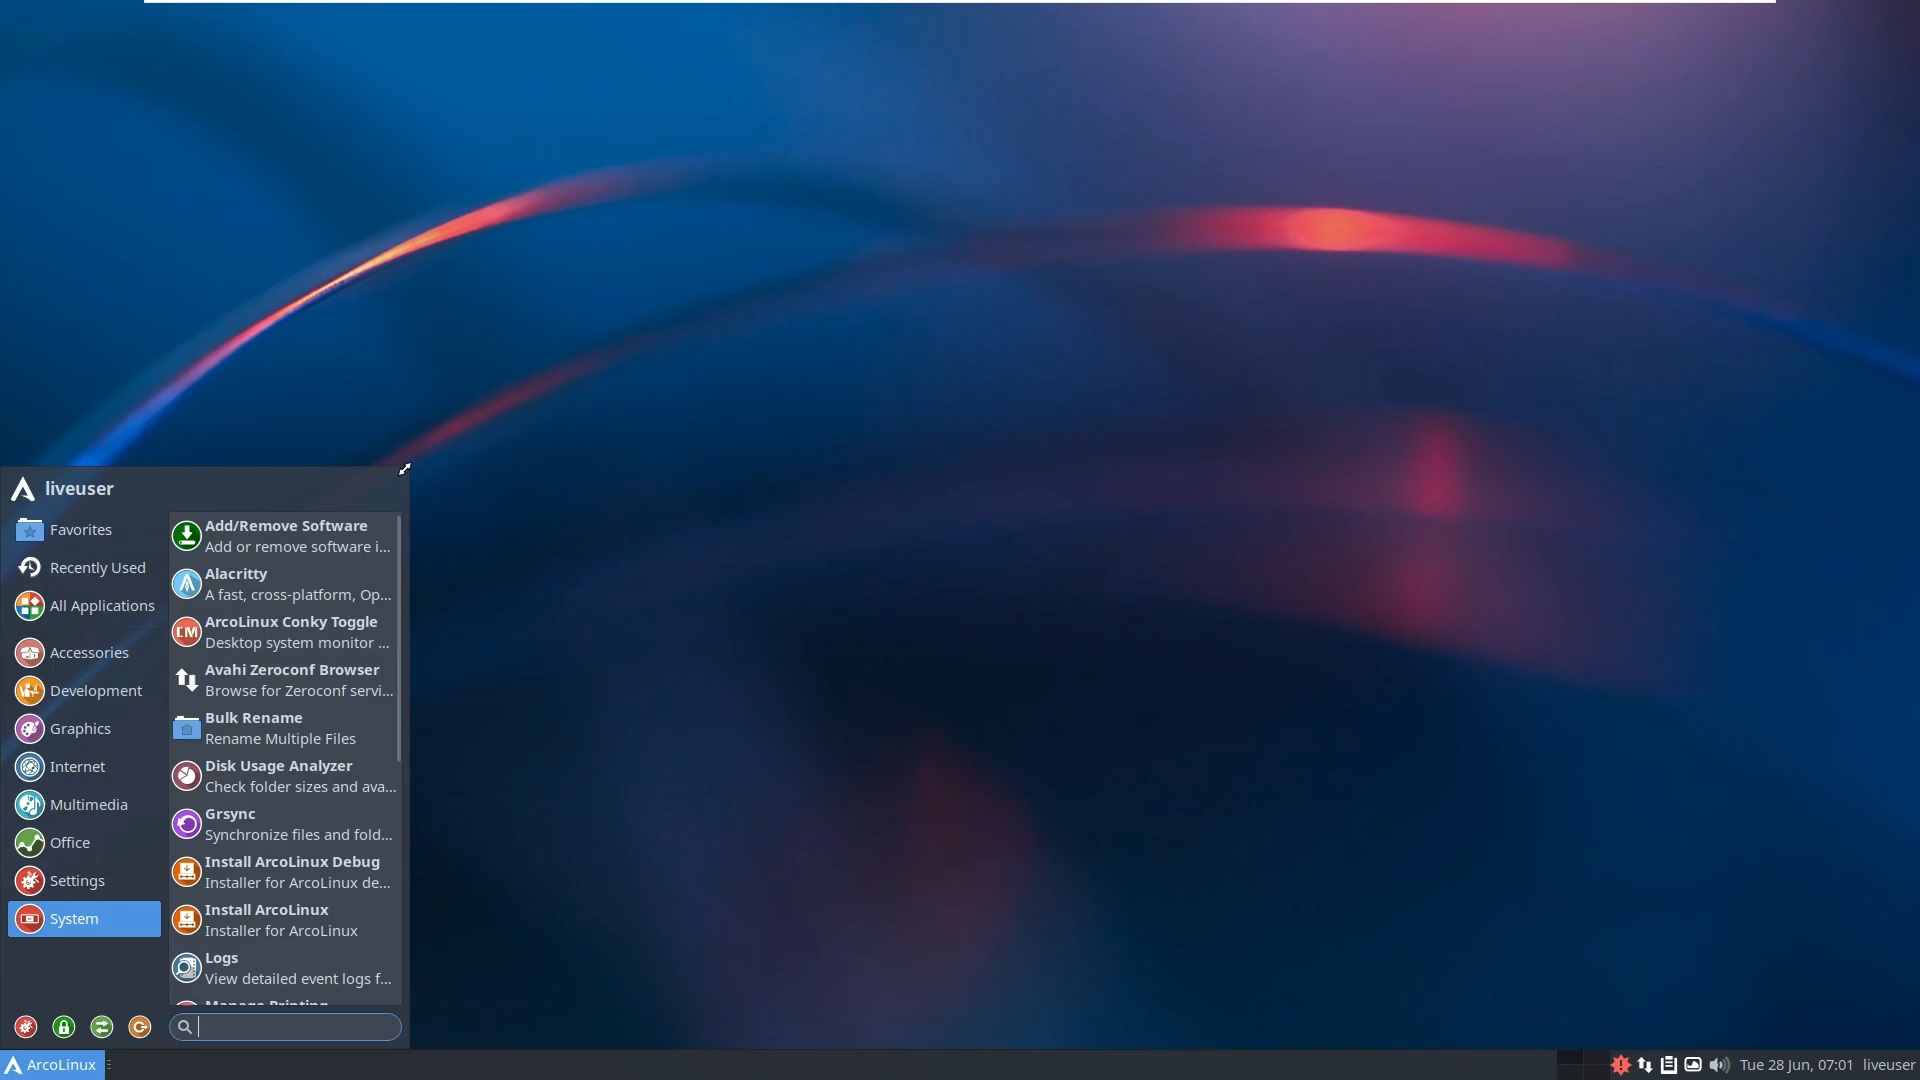 liveuser
Favorites
Recently Used
All Applications
Accessories
Development
Graphics
Internet
Multimedia
Office
Settings
System
Add/Remove Software
Add or remove software i...
Alacritty
A fast, cross-platform, Op...
ArcoLinux Conky Toggle
Desktop system monitor ...
Avahi Zeroconf Browser
Browse for Zeroconf servi...
Bulk Rename
Rename Multiple Files
Disk Usage Analyzer
Check folder sizes and ava...
Grsync
Synchronize files and fold...
Install ArcoLinux Debug
Installer for ArcoLinux de...
Install ArcoLinux
Installer for ArcoLinux
Logs
View detailed event logs f...
Manage Printing
ArcoLinux
Tue 28 Jun, 07:01 liveuser